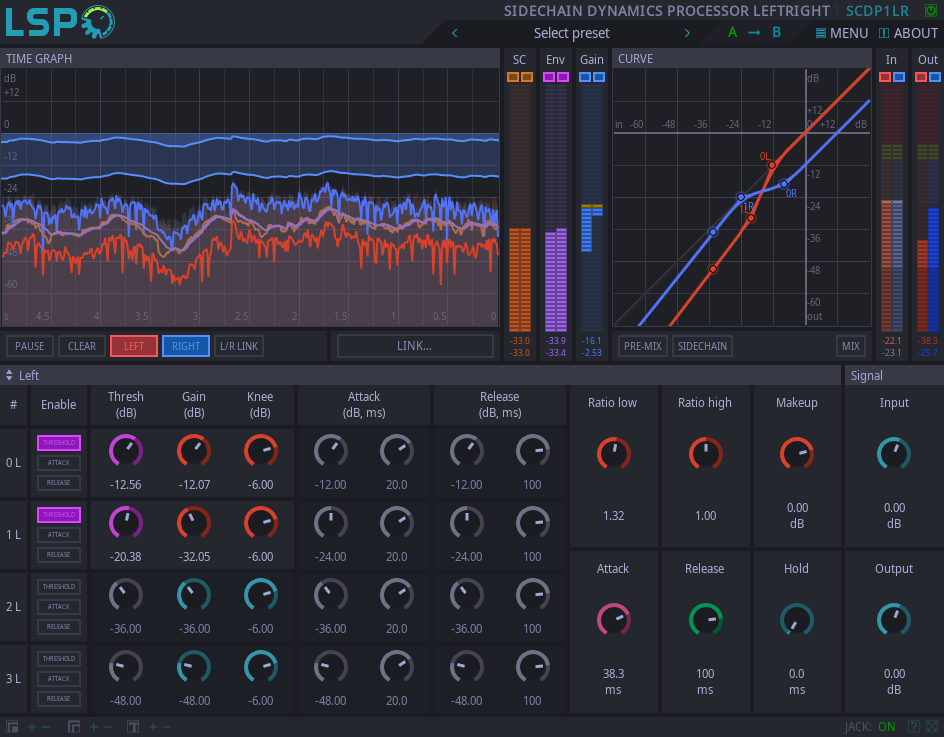 LSP SIDECHAIN DYNAMICS PROCESSOR LEFTRIGHT SCDP1LR
Select preset A B MENU ABOUT
TIME GRAPH SC Env Gain CURVE In Out
dB
+12
0
-12
-24
-48
-60
s 4.5 4 3.5 3 2.5 2 1.5 1 0.5 0
dB
+12
in -60 -48 -36 -24 -12 0 +12 dB
-12
-24
-36
-48
-60
out
0L
0R
1R
-33.0 -33.9 -16.1 -22.1 -38.3
-33.0 -33.4 -2.53 -23.1 -25.7
PAUSE CLEAR LEFT RIGHT L/R LINK LINK... PRE-MIX SIDECHAIN MIX
Left Signal
# Enable Thresh (dB) Gain (dB) Knee (dB) Attack (dB, ms) Release (dB, ms) Ratio low Ratio high Makeup Input
0 L THRESHOLD ATTACK RELEASE
-12.56 -12.07 -6.00 -12.00 20.0 -12.00 100
1 L THRESHOLD ATTACK RELEASE
1.32 1.00 0.00 dB 0.00 dB
-20.38 -32.05 -6.00 -24.00 20.0 -24.00 100
Attack Release Hold Output
2 L THRESHOLD ATTACK RELEASE
-36.00 -36.00 -6.00 -36.00 20.0 -36.00 100
3 L THRESHOLD ATTACK RELEASE
38.3 ms 100 ms 0.0 ms 0.00 dB
-48.00 -48.00 -6.00 -48.00 20.0 -48.00 100
JACK: ON